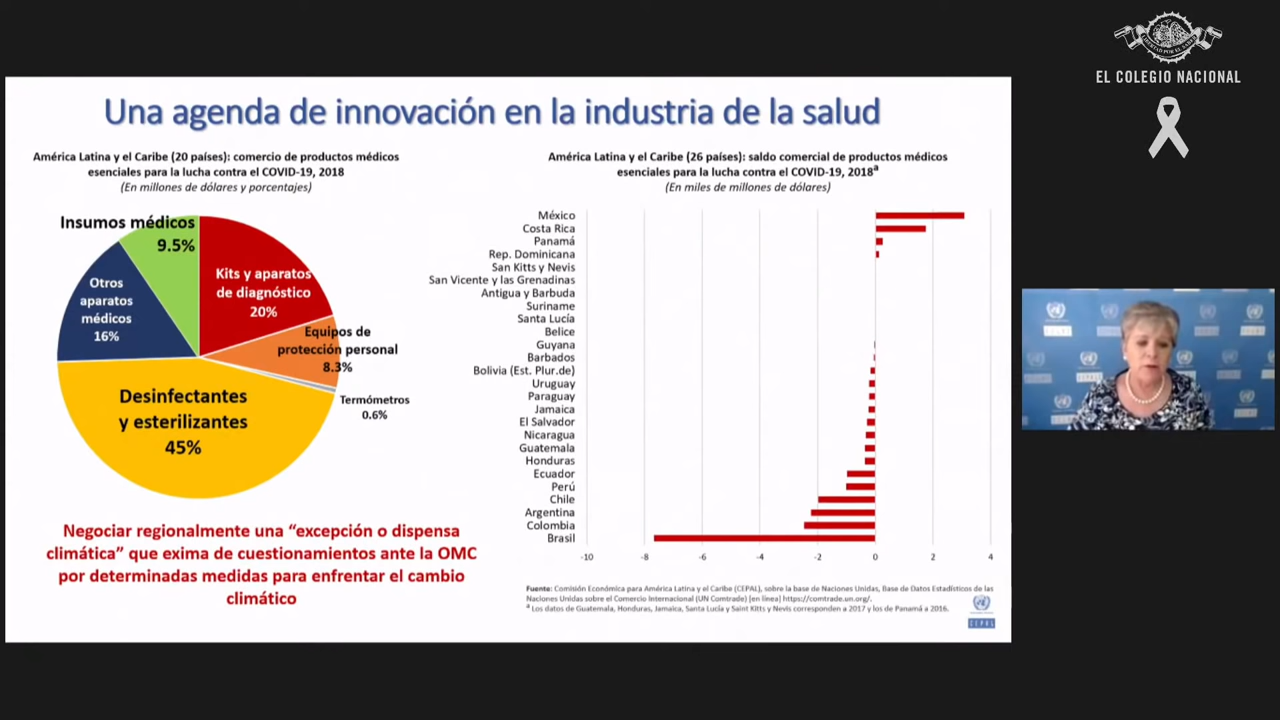 EL COLEGIO NACIONAL
Una agenda de innovación en la industria de la salud
América Latina y el Caribe (20 países): comercio de productos médicos
esenciales para la lucha contra el COVID-19, 2018
(En millones de dólares y porcentajes)
Insumos médicos
9.5%
Kits y aparatos
de diagnóstico
20%
Otros
aparatos
médicos
16%
Equipos de
protección personal
8.3%
Termómetros
0.6%
Desinfectantes
y esterilizantes
45%
Negociar regionalmente una “excepción o dispensa
climática” que exima de cuestionamientos ante la OMC
por determinadas medidas para enfrentar el cambio
climático
América Latina y el Caribe (26 países): saldo comercial de productos médicos
esenciales para la lucha contra el COVID-19, 2018a
(En miles de millones de dólares)
México
Costa Rica
Panamá
Rep. Dominicana
San Kitts y Nevis
San Vicente y las Grenadinas
Antigua y Barbuda
Suriname
Santa Lucía
Belice
Guyana
Barbados
Bolivia (Est. Plur.de)
Uruguay
Paraguay
Jamaica
El Salvador
Nicaragua
Guatemala
Honduras
Ecuador
Perú
Chile
Argentina
Colombia
Brasil
-10 -8 -6 -4 -2 0 2 4
Fuente: Comisión Económica para América Latina y el Caribe (CEPAL), sobre la base de Naciones Unidas, Base de Datos Estadísticos de las
Naciones Unidas sobre el Comercio Internacional (UN Comtrade) [en línea] https://comtrade.un.org/.
a Los datos de Guatemala, Honduras, Jamaica, Santa Lucía y Saint Kitts y Nevis corresponden a 2017 y los de Panamá a 2016.
CEPAL